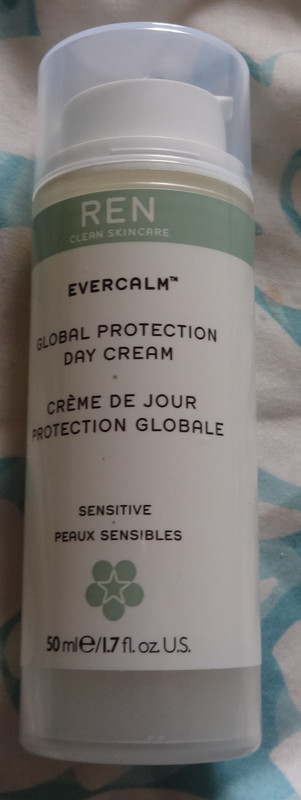 REN
CLEAN SKINCARE
EVERCALM™
GLOBAL PROTECTION
DAY CREAM
CRÈME DE JOUR
PROTECTION GLOBALE
SENSITIVE
PEAUX SENSIBLES
50 ml℮/1.7 fl. oz. U.S.